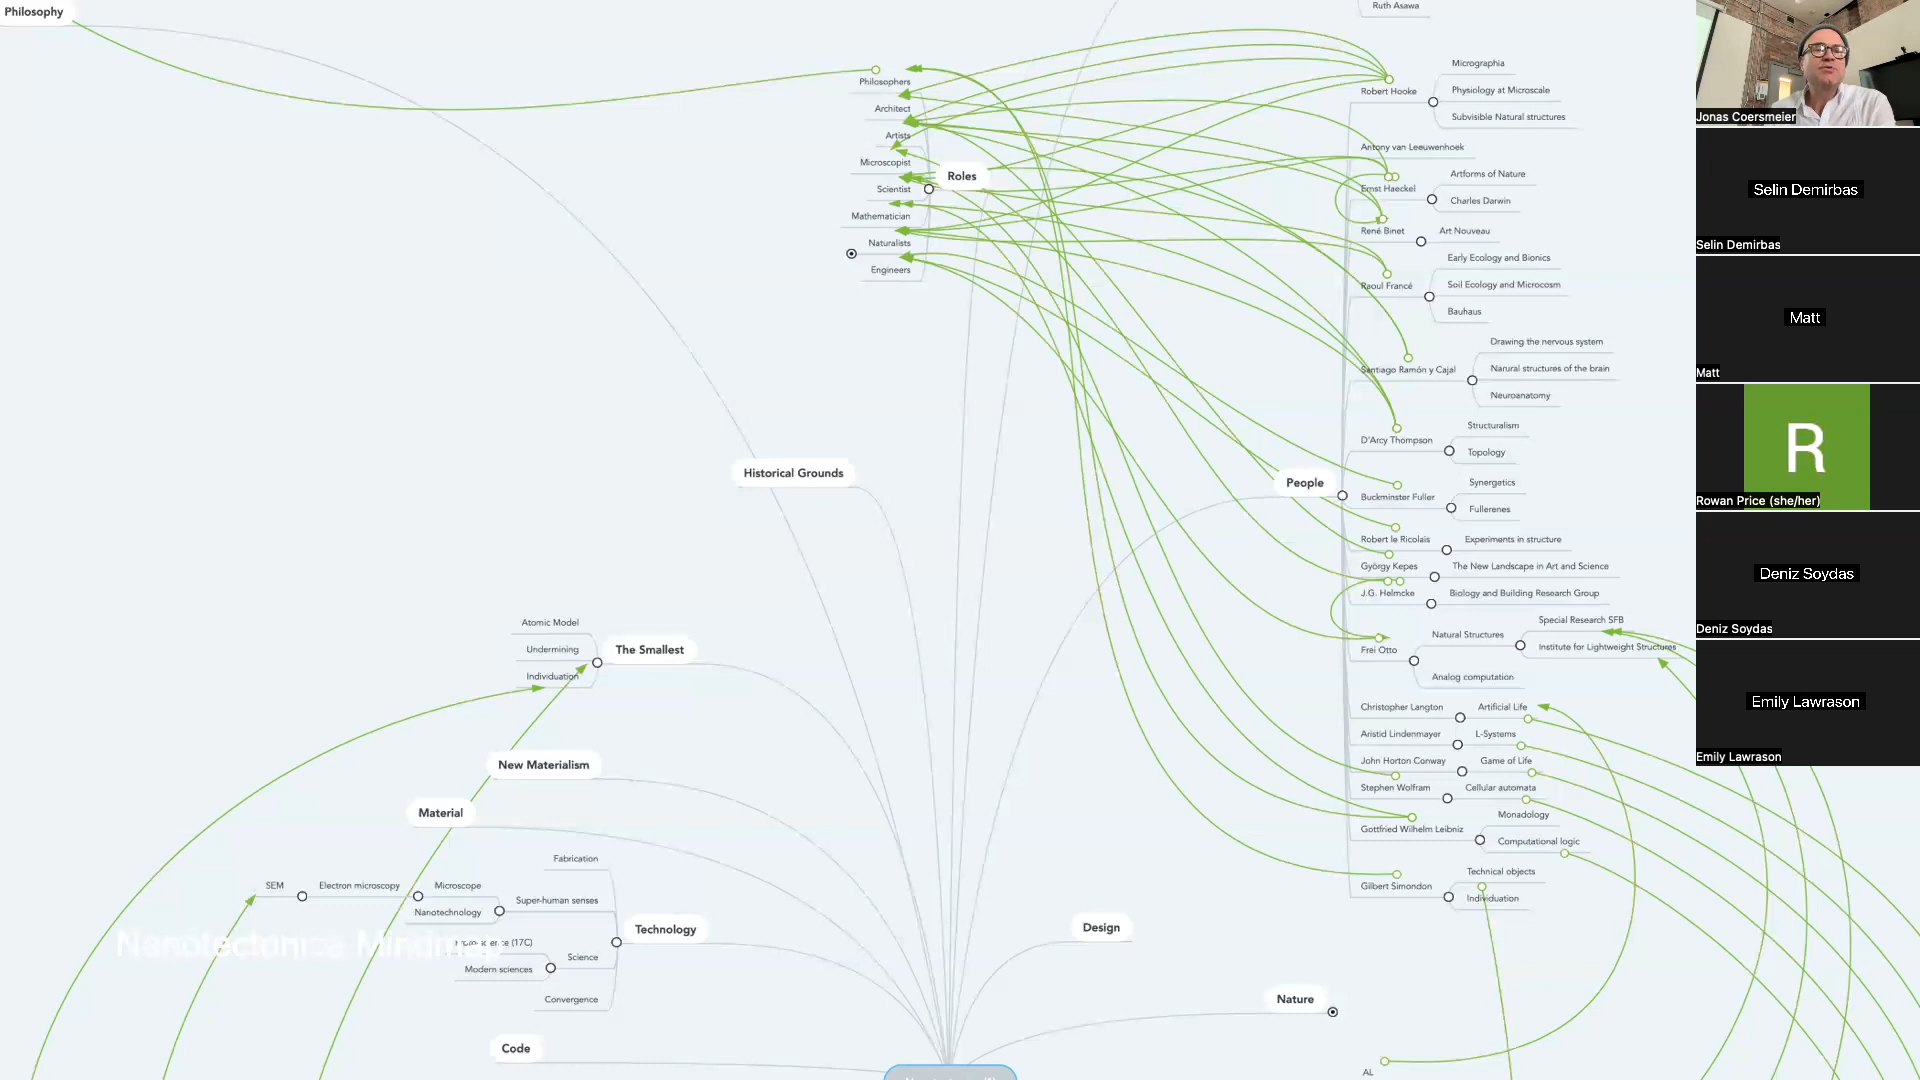 Philosophy
Ruth Asawa
Philosophers
Architect
Artists
Microscopist
Scientist
Mathematician
Naturalists
Engineers
Roles
Robert Hooke
Micrographia
Physiology at Microscale
Subvisible Natural structures
Antony van Leeuwenhoek
Ernst Haeckel
Artforms of Nature
Charles Darwin
René Binet
Art Nouveau
Raoul Francé
Early Ecology and Bionics
Soil Ecology and Microcosm
Bauhaus
Santiago Ramón y Cajal
Drawing the nervous system
Narural structures of the brain
Neuroanatomy
D'Arcy Thompson
Structuralism
Topology
People
Buckminster Fuller
Synergetics
Fullerenes
Robert le Ricolais
Experiments in structure
György Kepes
The New Landscape in Art and Science
J.G. Helmcke
Biology and Building Research Group
Frei Otto
Natural Structures
Special Research SFB
Institute for Lightweight Structures
Analog computation
Christopher Langton
Artificial Life
Aristid Lindenmayer
L-Systems
John Horton Conway
Game of Life
Stephen Wolfram
Cellular automata
Gottfried Wilhelm Leibniz
Monadology
Computational logic
Gilbert Simondon
Technical objects
Individuation
Historical Grounds
The Smallest
Atomic Model
Undermining
Individuation
New Materialism
Material
Technology
Fabrication
Super-human senses
Microscope
Electron microscopy
SEM
Nanotechnology
Science
(17C)
Modern sciences
Convergence
Nanotectonica Mindmap
Code
Design
Nature
AL
Jonas Coersmeier
Selin Demirbas
Selin Demirbas
Matt
Matt
R
Rowan Price (she/her)
Deniz Soydas
Deniz Soydas
Emily Lawrason
Emily Lawrason